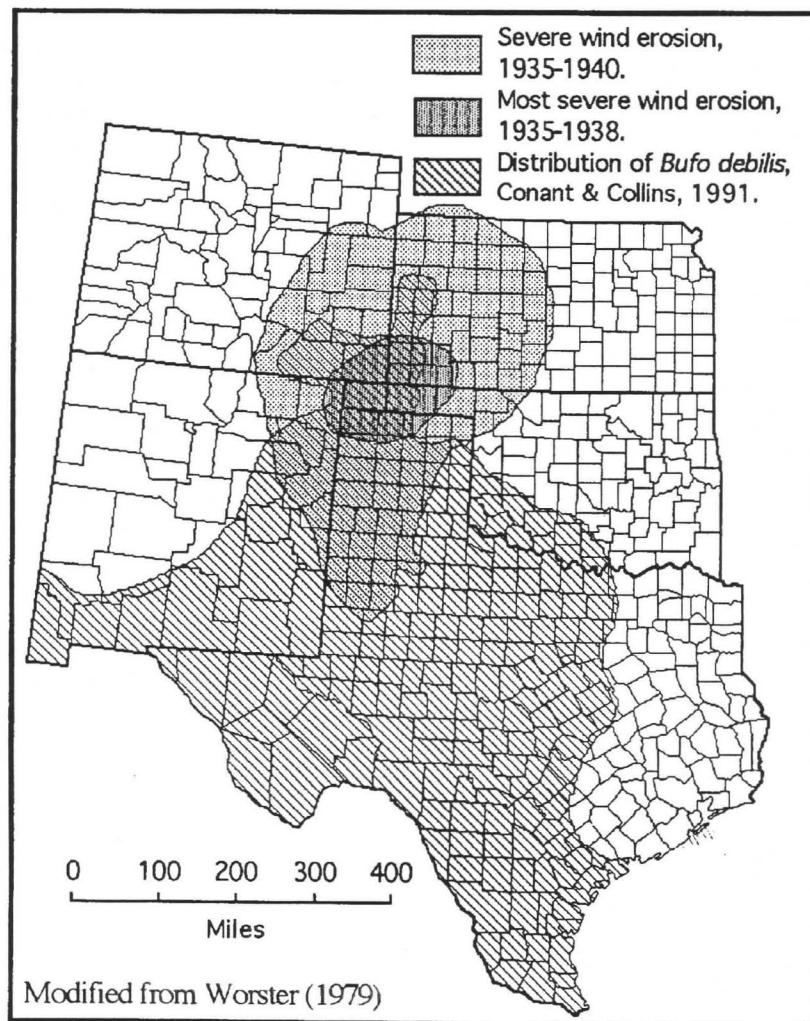 Severe wind erosion,
1935-1940.
Most severe wind erosion,
1935-1938.
Distribution of Bufo debilis,
Conant & Collins, 1991.
0 100 200 300 400
Miles
Modified from Worster (1979)